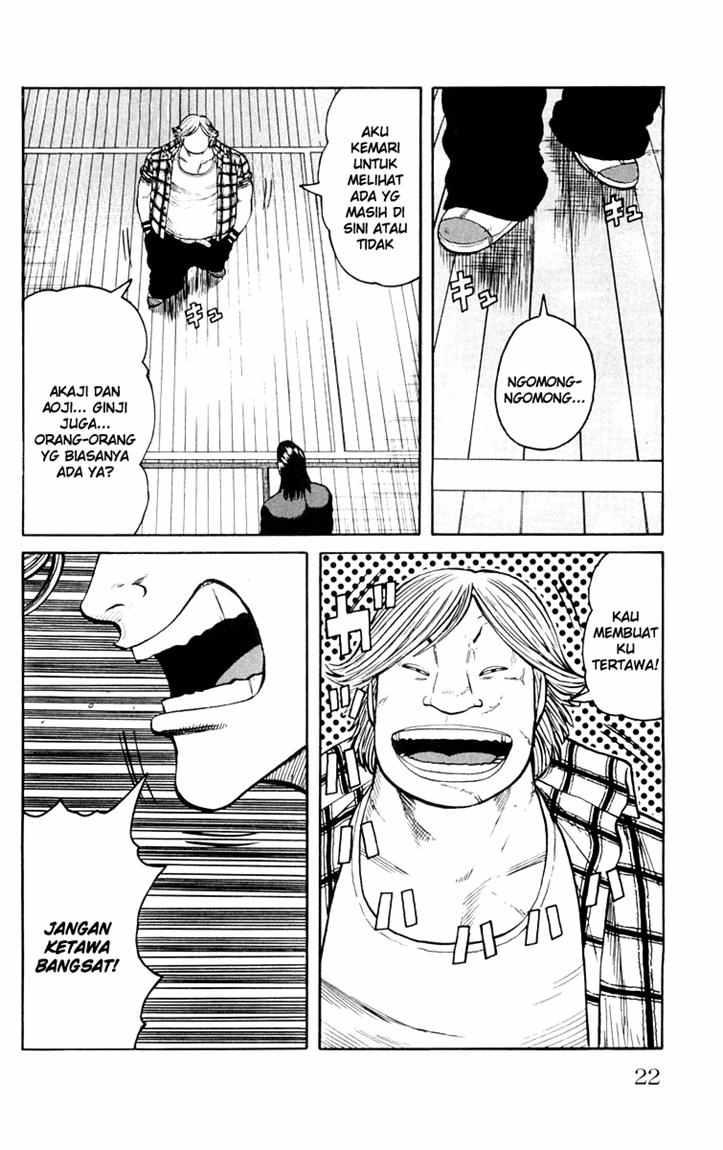 キュ
キュ
NGOMONG-
NGOMONG...
AKU
KEMARI
UNTUK
MELIHAT
ADA YG
MASIH DI
SINI ATAU
TIDAK
キュ
AKAJI DAN
AOJI... GINJI
JUGA...
ORANG-ORANG
YG BIASANYA
ADA YA?
KAU
MEMBUAT
KU
TERTAWA!
JANGAN
KETAWA
BANGSAT!
22